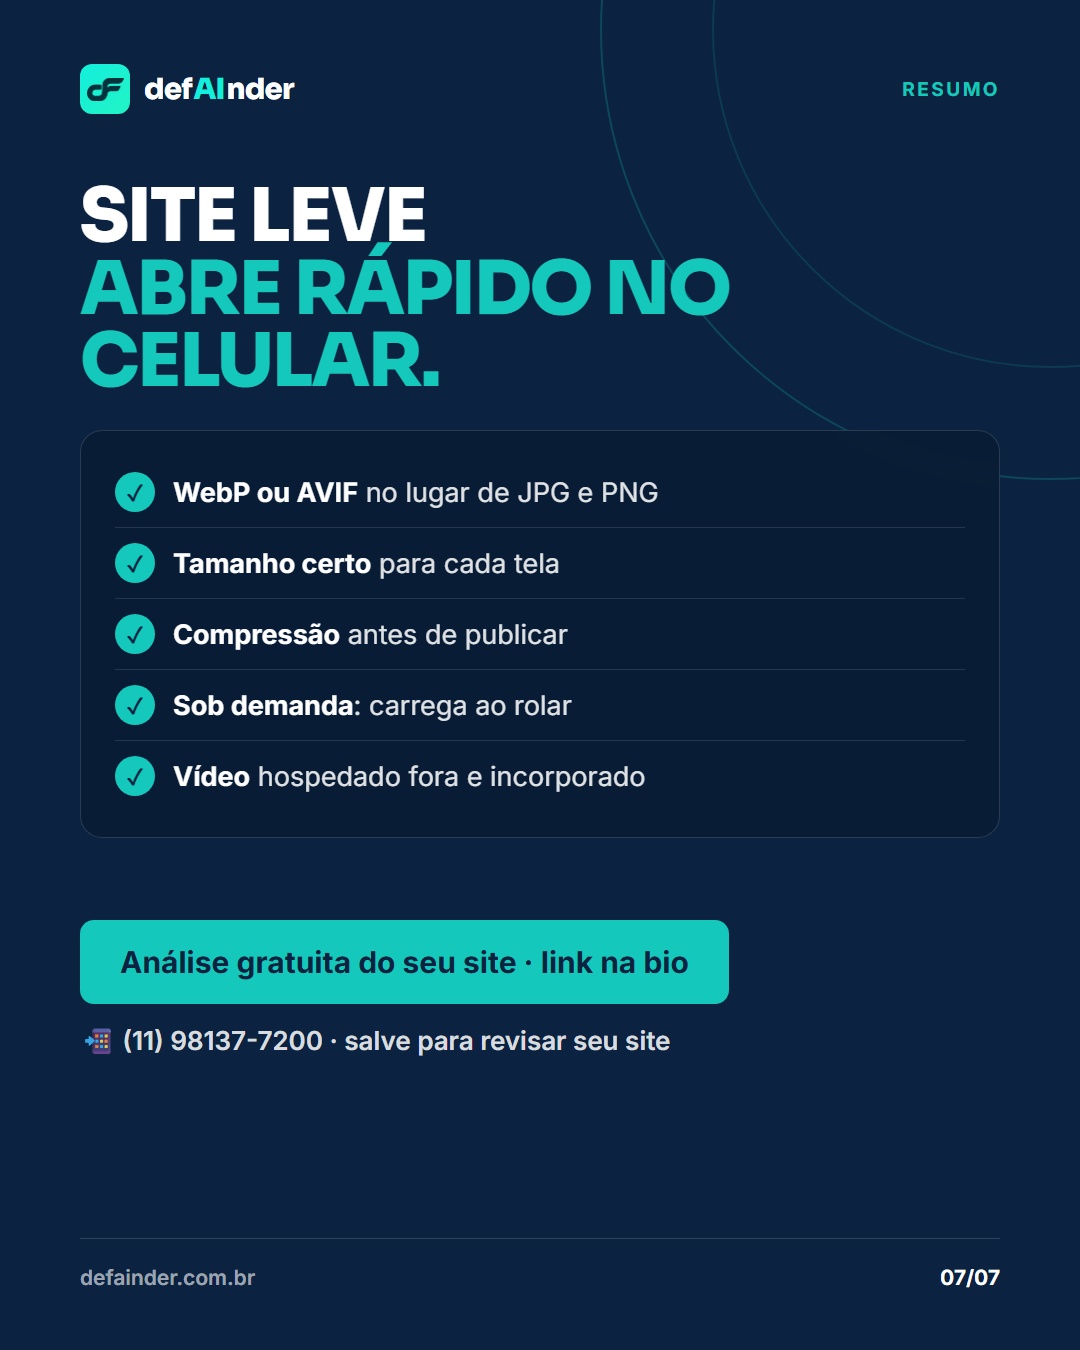 defAInder
RESUMO
SITE LEVE
ABRE RÁPIDO NO
CELULAR.
✓ WebP ou AVIF no lugar de JPG e PNG
✓ Tamanho certo para cada tela
✓ Compressão antes de publicar
✓ Sob demanda: carrega ao rolar
✓ Vídeo hospedado fora e incorporado
Análise gratuita do seu site · link na bio
📲 (11) 98137-7200 · salve para revisar seu site
defainder.com.br
07/07